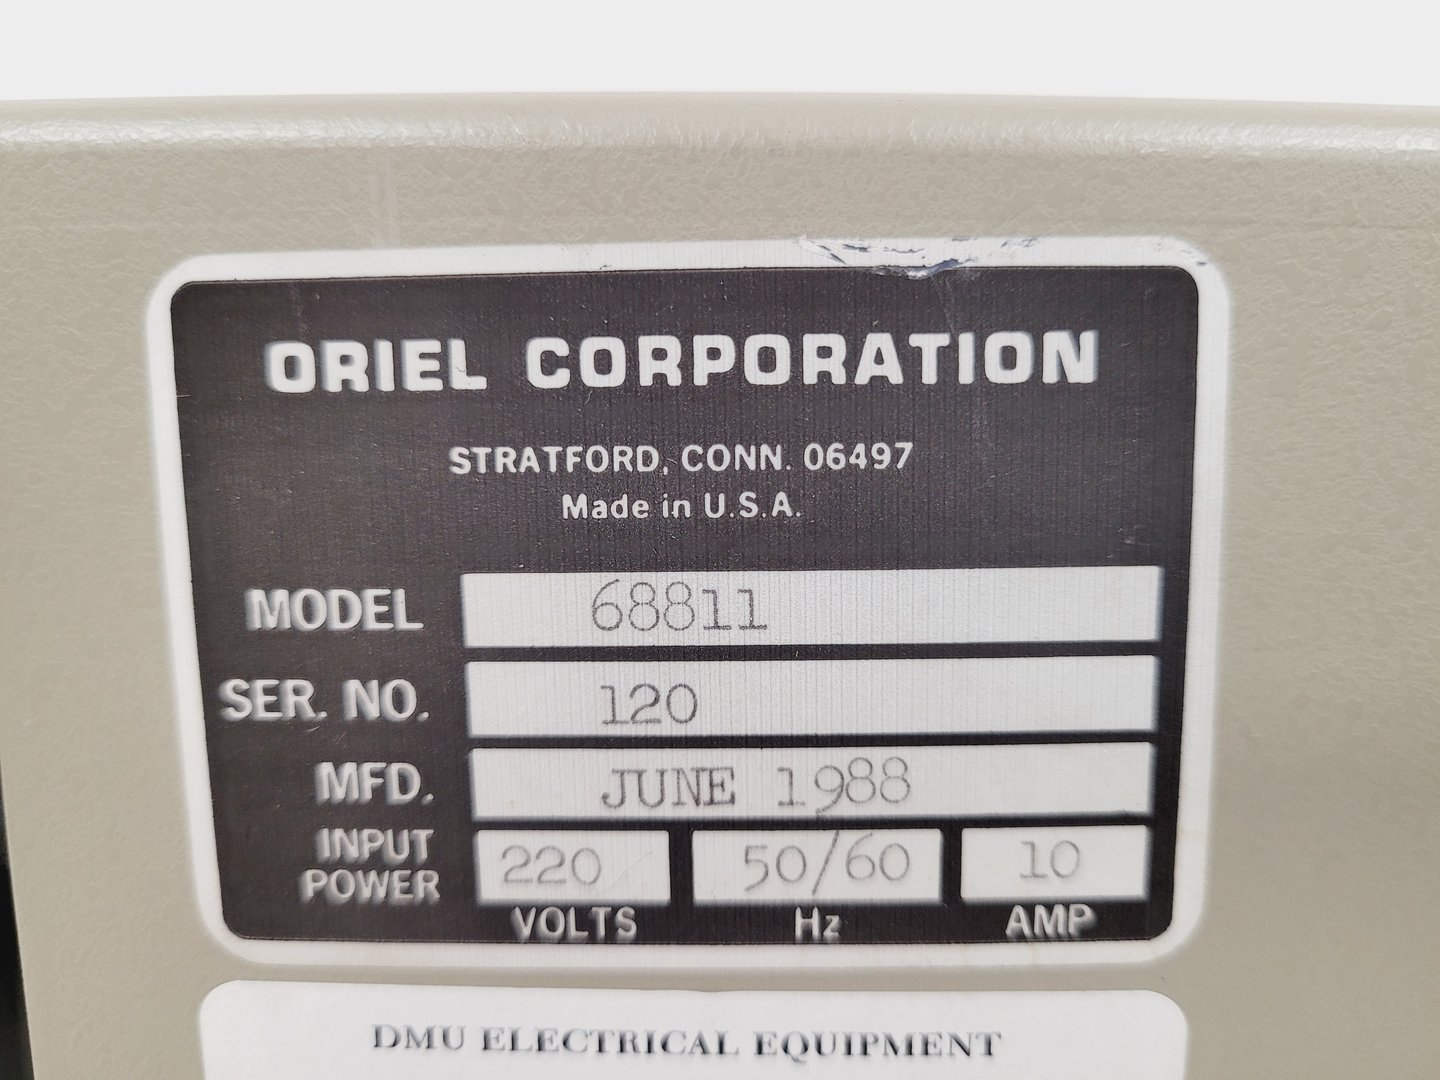 ORIEL CORPORATION
STRATFORD, CONN. 06497
Made in U.S.A.
MODEL 68811
SER. NO. 120
MFD. JUNE 1988
INPUT POWER 220 50/60 10
VOLTS Hz AMP
DMU ELECTRICAL EQUIPMENT